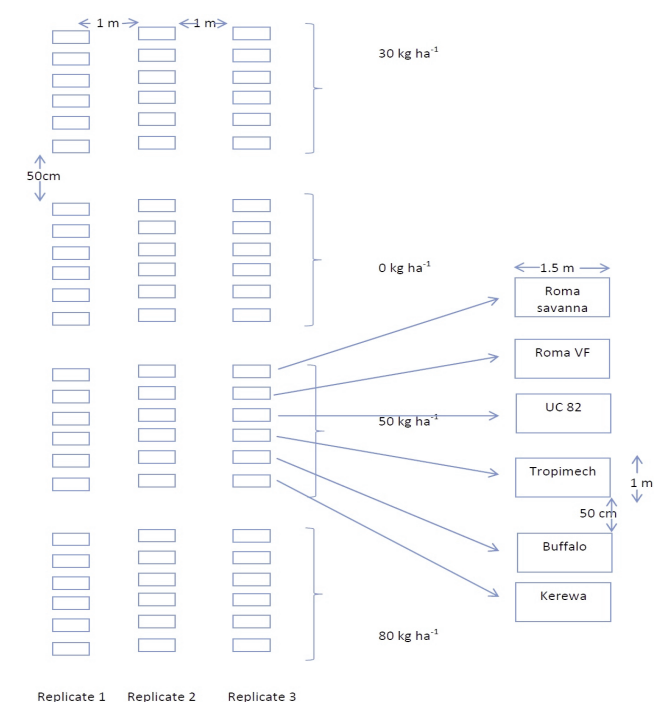 1 m 1 m
30 kg ha-1
50cm
0 kg ha-1
1.5 m
Roma
savanna
Roma VF
UC 82
50 kg ha-1
Tropimech
1 m
50 cm
Buffalo
Kerewa
80 kg ha-1
Replicate 1 Replicate 2 Replicate 3